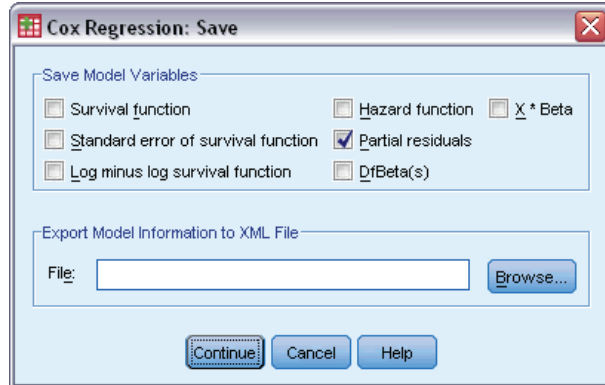 Cox Regression: Save
Save Model Variables
Survival function
Hazard function
X * Beta
Standard error of survival function
Partial residuals
Log minus log survival function
DfBeta(s)
Export Model Information to XML File
File:
Browse...
Continue
Cancel
Help